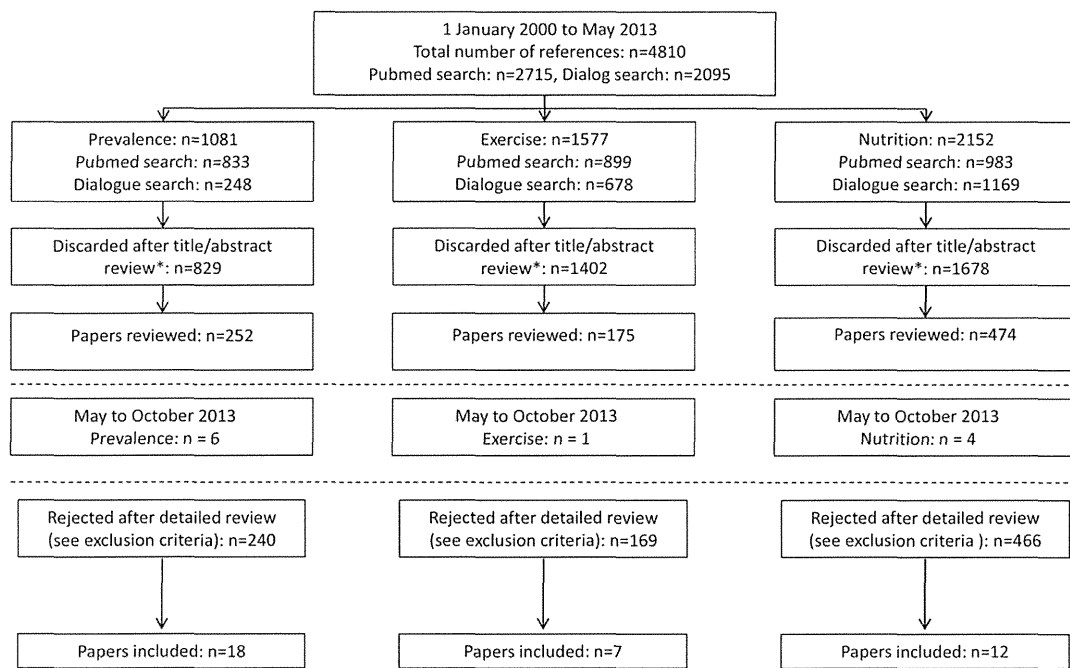 1 January 2000 to May 2013
Total number of references: n=4810
Pubmed search: n=2715, Dialog search: n=2095
Prevalence: n=1081
Pubmed search: n=833
Dialogue search: n=248
Exercise: n=1577
Pubmed search: n=899
Dialogue search: n=678
Nutrition: n=2152
Pubmed search: n=983
Dialogue search: n=1169
Discarded after title/abstract
review*: n=829
Discarded after title/abstract
review*: n=1402
Discarded after title/abstract
review*: n=1678
Papers reviewed: n=252
Papers reviewed: n=175
Papers reviewed: n=474
May to October 2013
Prevalence: n = 6
May to October 2013
Exercise: n = 1
May to October 2013
Nutrition: n = 4
Rejected after detailed review
(see exclusion criteria): n=240
Rejected after detailed review
(see exclusion criteria): n=169
Rejected after detailed review
(see exclusion criteria ): n=466
Papers included: n=18
Papers included: n=7
Papers included: n=12